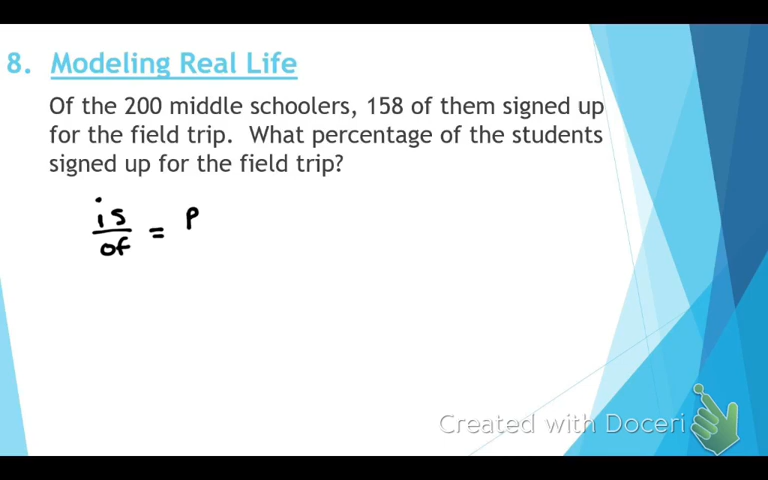 8. Modeling Real Life
Of the 200 middle schoolers, 158 of them signed up
for the field trip. What percentage of the students
signed up for the field trip?
is/of = P
Created with Doceri